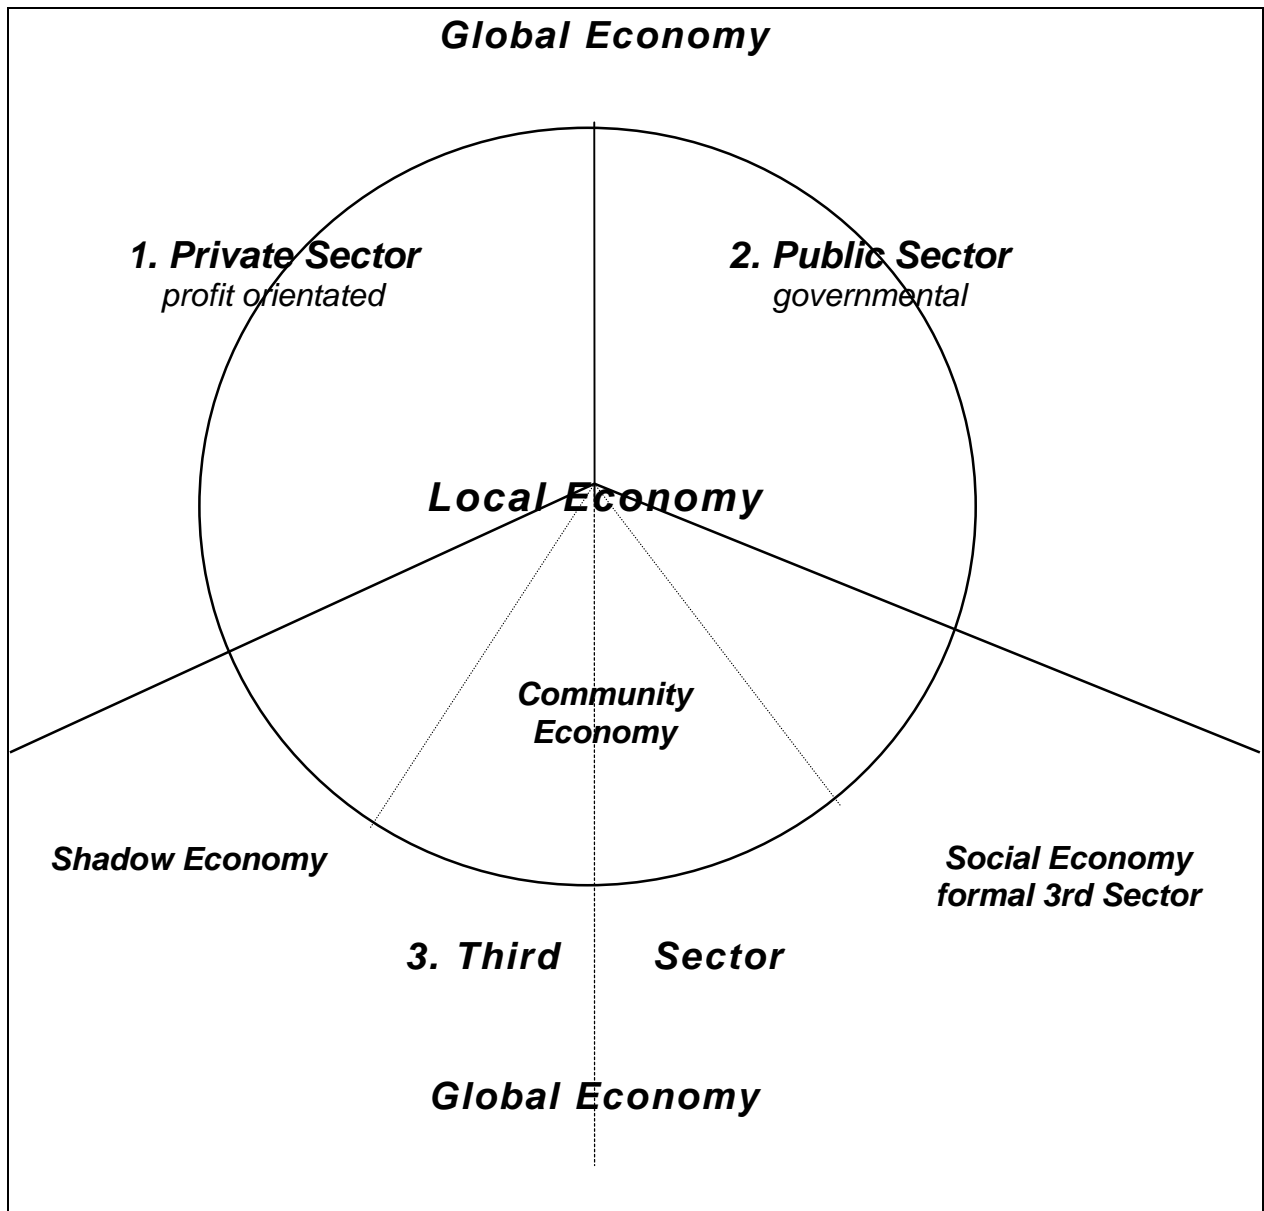 Global Economy
1. Private Sector
profit orientated
2. Public Sector
governmental
Local Economy
Community
Economy
Shadow Economy
Social Economy
formal 3rd Sector
3. Third Sector
Global Economy